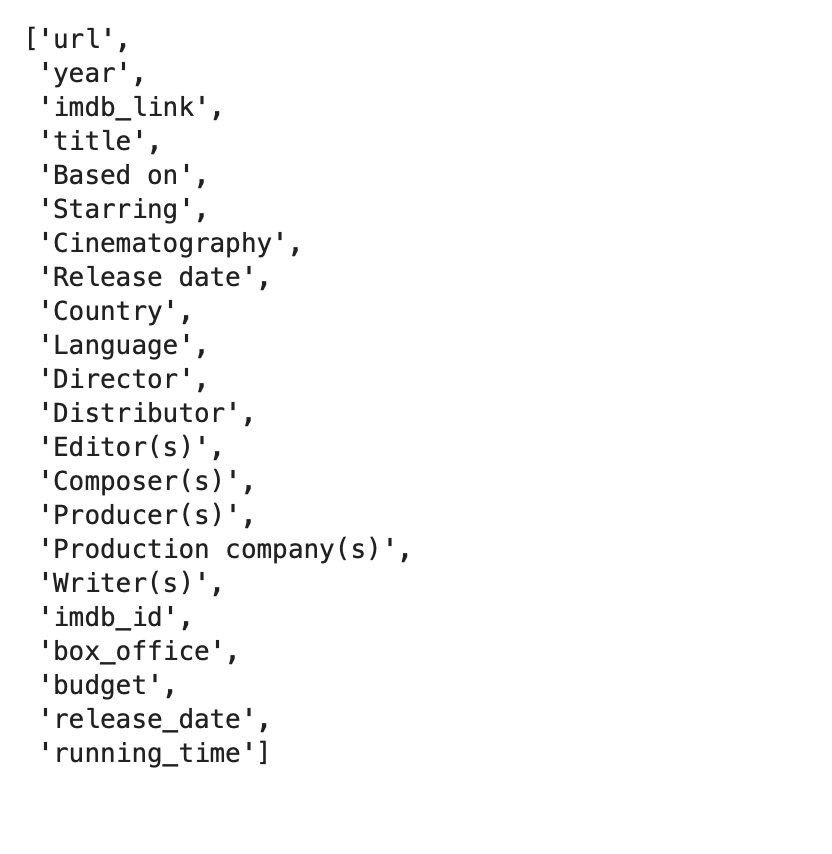 ['url',
'year',
'imdb_link',
'title',
'Based on',
'Starring',
'Cinematography',
'Release date',
'Country',
'Language',
'Director',
'Distributor',
'Editor(s)',
'Composer(s)',
'Producer(s)',
'Production company(s)',
'Writer(s)',
'imdb_id',
'box_office',
'budget',
'release_date',
'running_time']